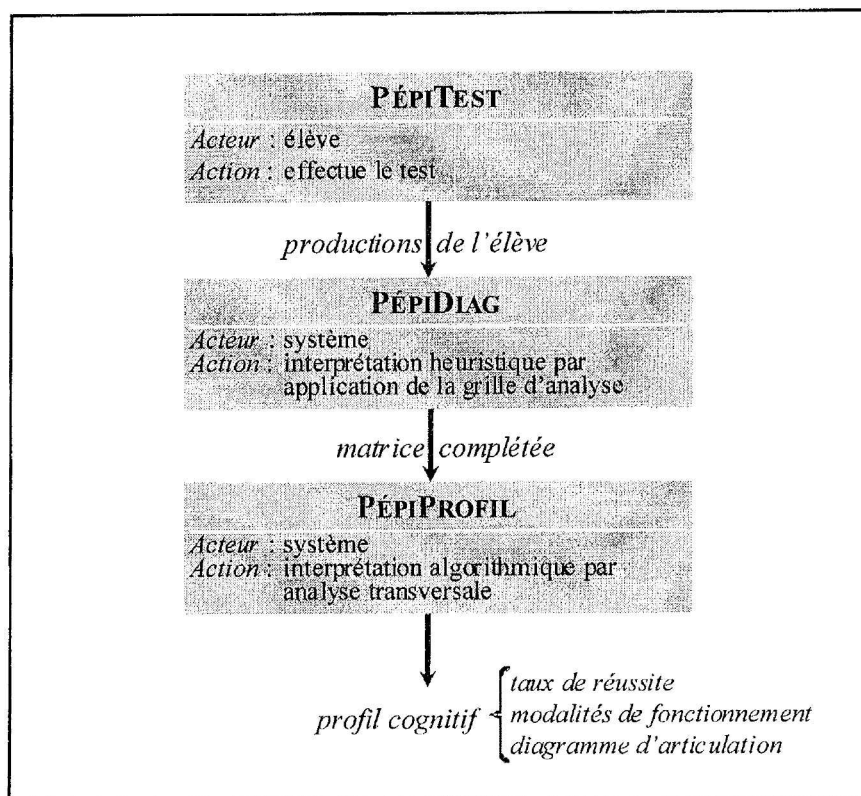 PÉPITEST
Acteur : élève
Action : effectue le test
productions de l'élève
PÉPIDIAG
Acteur : système
Action : interprétation heuristique par
application de la grille d'analyse
matrice complétée
PÉPIPROFIL
Acteur : système
Action : interprétation algorithmique par
analyse transversale
taux de réussite
profil cognitif modalités de fonctionnement
diagramme d'articulation